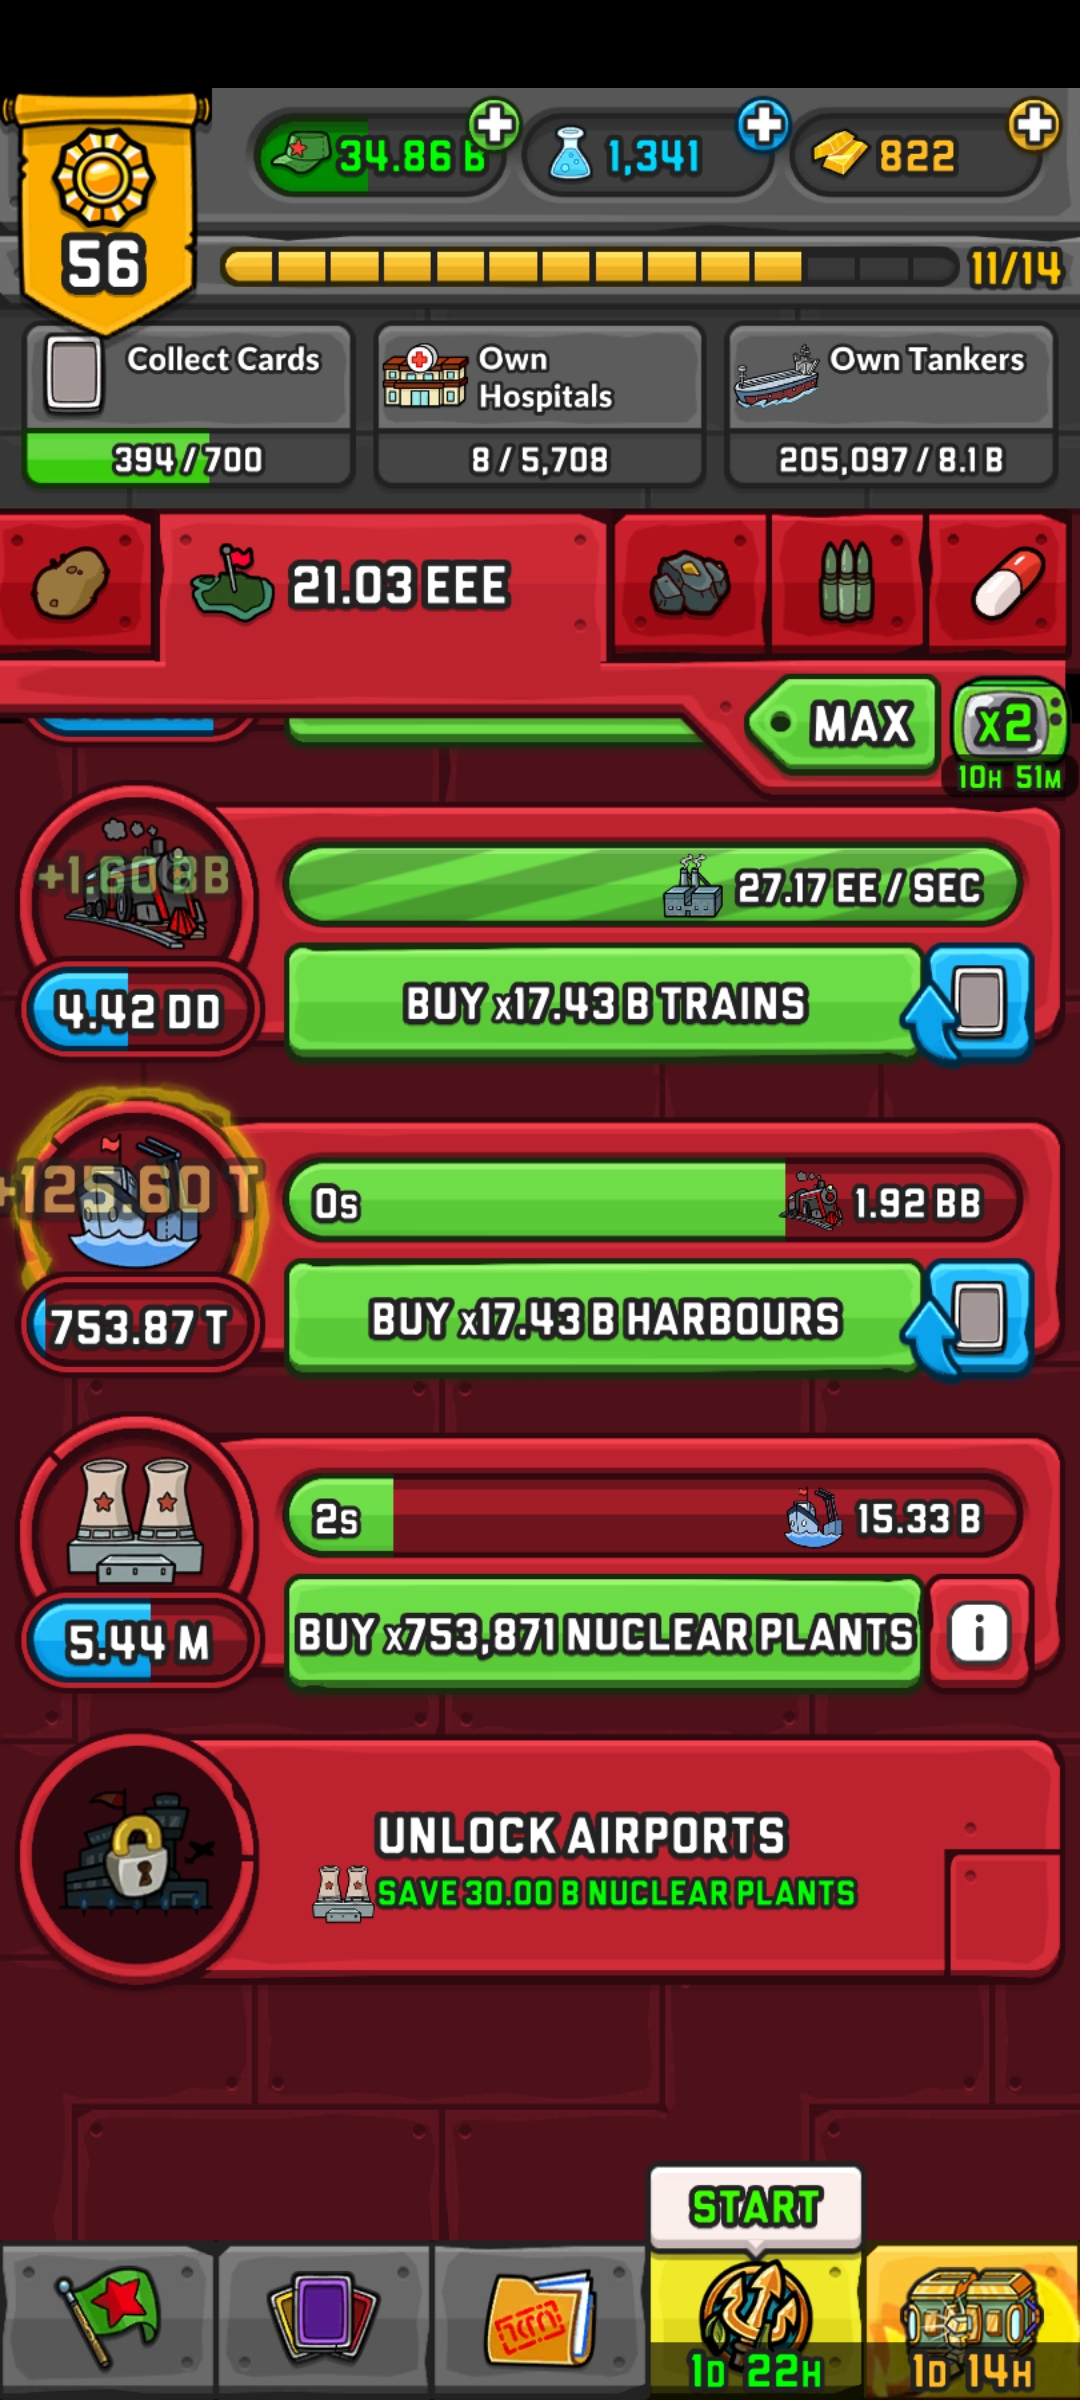 34.86 B
1,341
822
56
11/14
Collect Cards
394/700
Own
Hospitals
8/5,708
Own Tankers
205,097/8.1 B
21.03 EEE
MAX
x2
10H 51M
+1.60 BB
27.17 EE / SEC
4.42 DD
BUY x17.43 B TRAINS
+125.60 T
0s
1.92 BB
753.87 T
BUY x17.43 B HARBOURS
2s
15.33 B
5.44 M
BUY x753,871 NUCLEAR PLANTS
i
UNLOCK AIRPORTS
SAVE 30.00 B NUCLEAR PLANTS
START
1D 22H
1D 14H